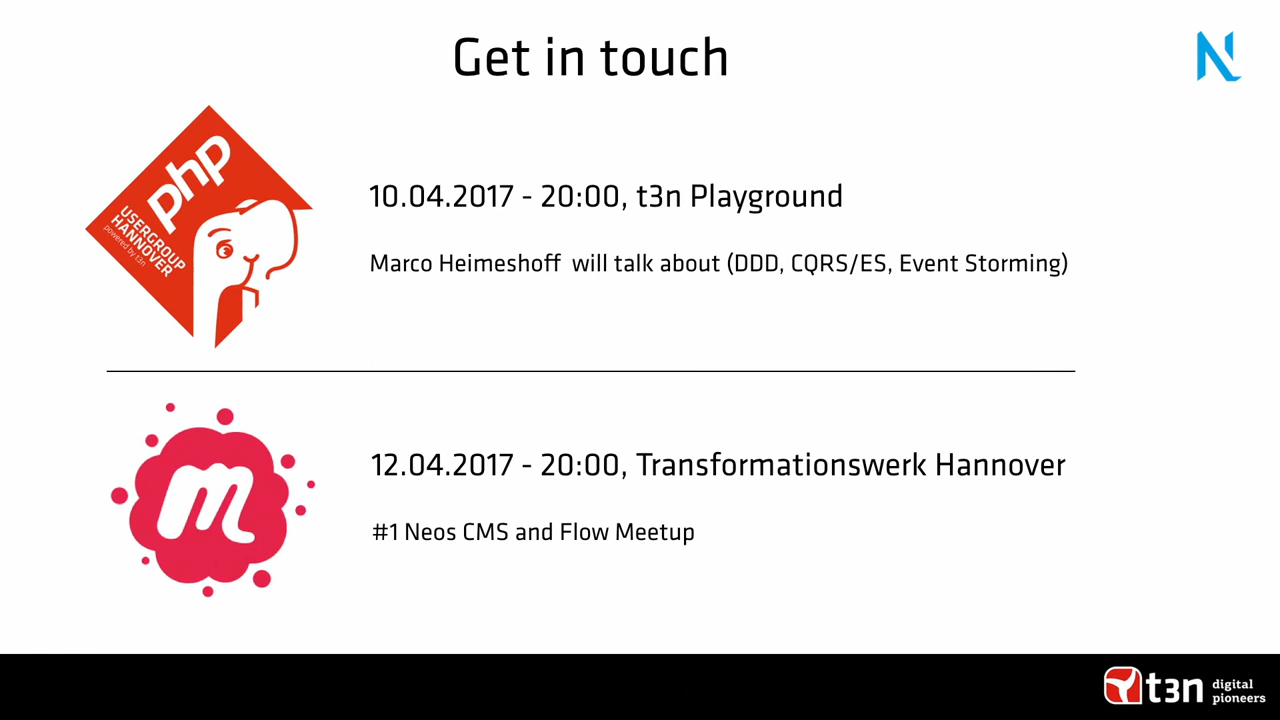 Get in touch
php
USERGROUP
HANNOVER
powered by t3n
10.04.2017 - 20:00, t3n Playground
Marco Heimeshoff will talk about (DDD, CQRS/ES, Event Storming)
m
12.04.2017 - 20:00, Transformationswerk Hannover
#1 Neos CMS and Flow Meetup
t3n digital
pioneers